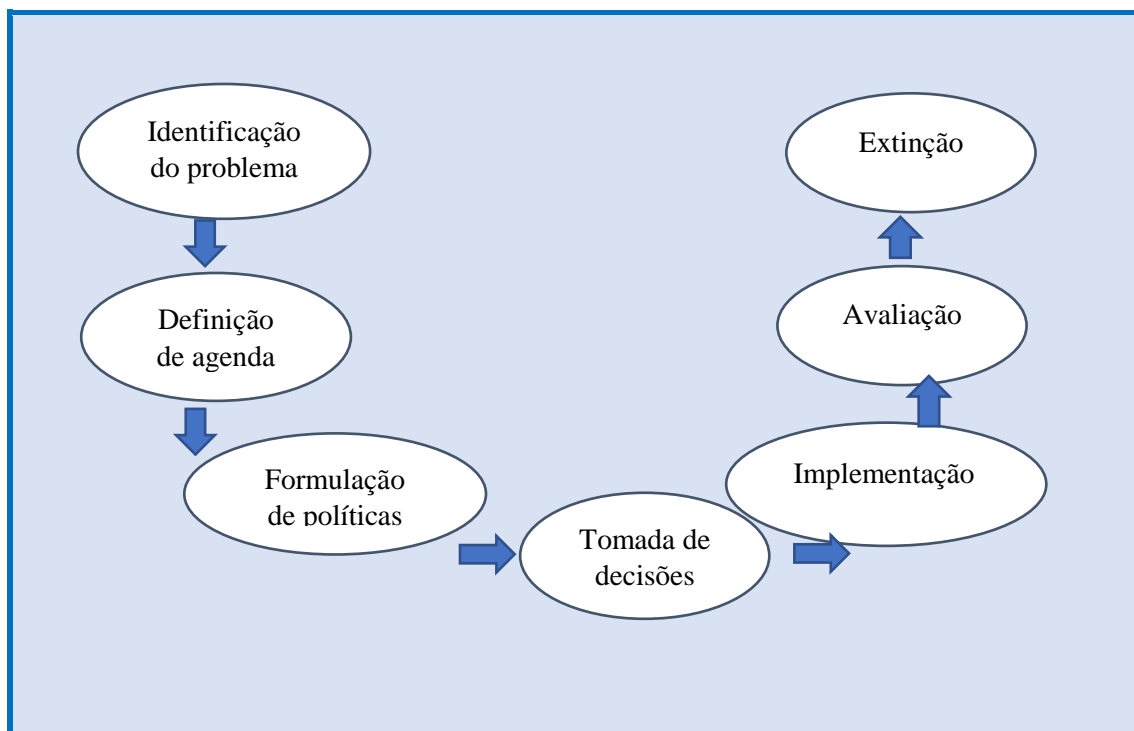 Identificação
do problema
Definição
de agenda
Formulação
de políticas
Tomada de
decisões
Implementação
Avaliação
Extinção